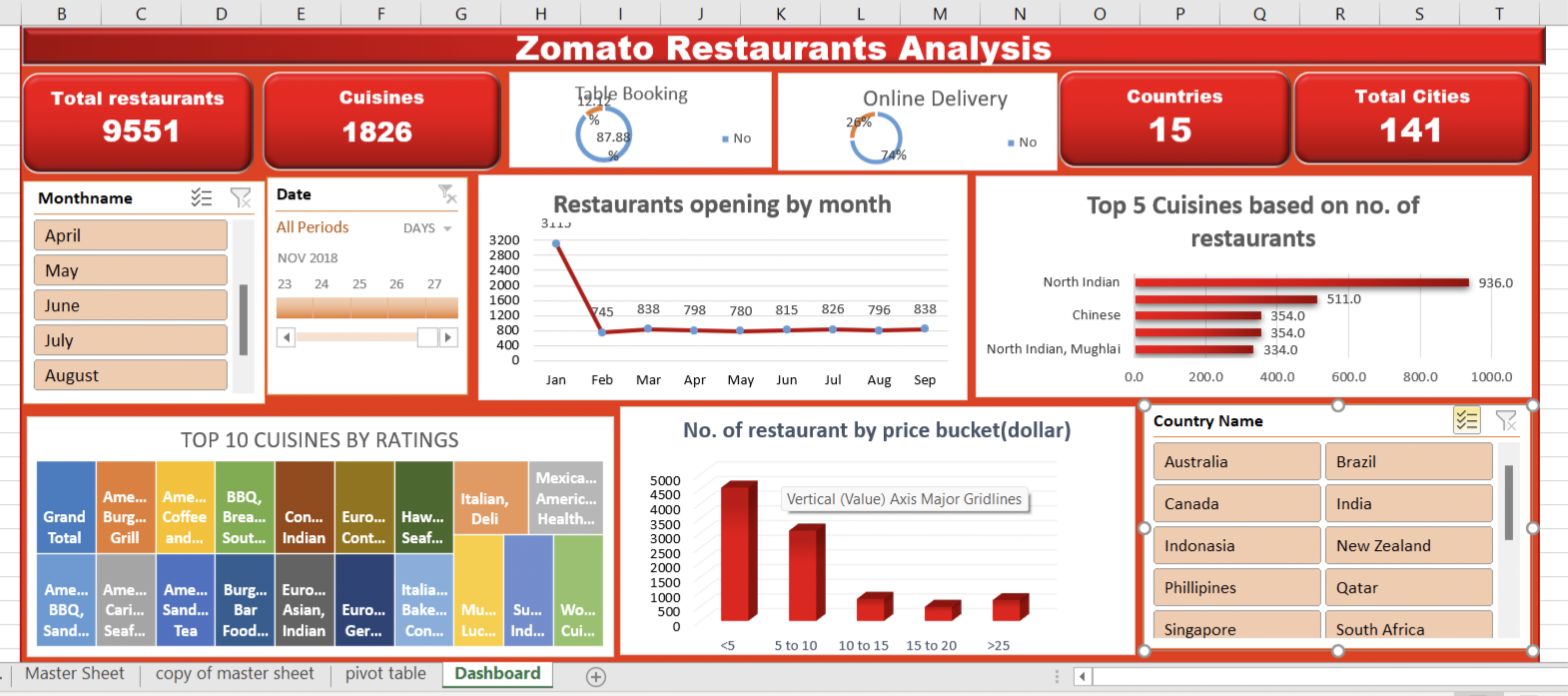 B C D E F G H I J K L M N O P Q R S T
Zomato Restaurants Analysis
Total restaurants
9551
Cuisines
1826
Table Booking
12.12
%
87.88
%
No
Online Delivery
26%
74%
No
Countries
15
Total Cities
141
Monthname
April
May
June
July
August
Date
All Periods DAYS
NOV 2018
23 24 25 26 27
Restaurants opening by month
3115
3200
2800
2400
2000
1600
1200
800
400
0
745 838 798 780 815 826 796 838
Jan Feb Mar Apr May Jun Jul Aug Sep
Top 5 Cuisines based on no. of
restaurants
North Indian 936.0
511.0
Chinese 354.0
354.0
North Indian, Mughlai 334.0
0.0 200.0 400.0 600.0 800.0 1000.0
TOP 10 CUISINES BY RATINGS
Grand
Total
Ame...
Burg...
Grill
Ame...
Coffee
and...
BBQ,
Brea...
Sout...
Con...
Indian
Euro...
Cont...
Haw...
Seaf...
Italian,
Deli
Mexica...
Americ...
Health...
Ame...
BBQ,
Sand...
Ame...
Cari...
Seaf...
Ame...
Sand...
Tea
Burg...
Bar
Food...
Euro...
Asian,
Indian
Euro...
Ger...
Italia...
Bake...
Con...
Mu...
Luc...
Su...
Ind...
Wo...
Cui...
No. of restaurant by price bucket(dollar)
5000
4500
4000
3500
3000
2500
2000
1500
1000
500
0
Vertical (Value) Axis Major Gridlines
<5 5 to 10 10 to 15 15 to 20 >25
Country Name
Australia Brazil
Canada India
Indonasia New Zealand
Phillipines Qatar
Singapore South Africa
Master Sheet copy of master sheet pivot table Dashboard